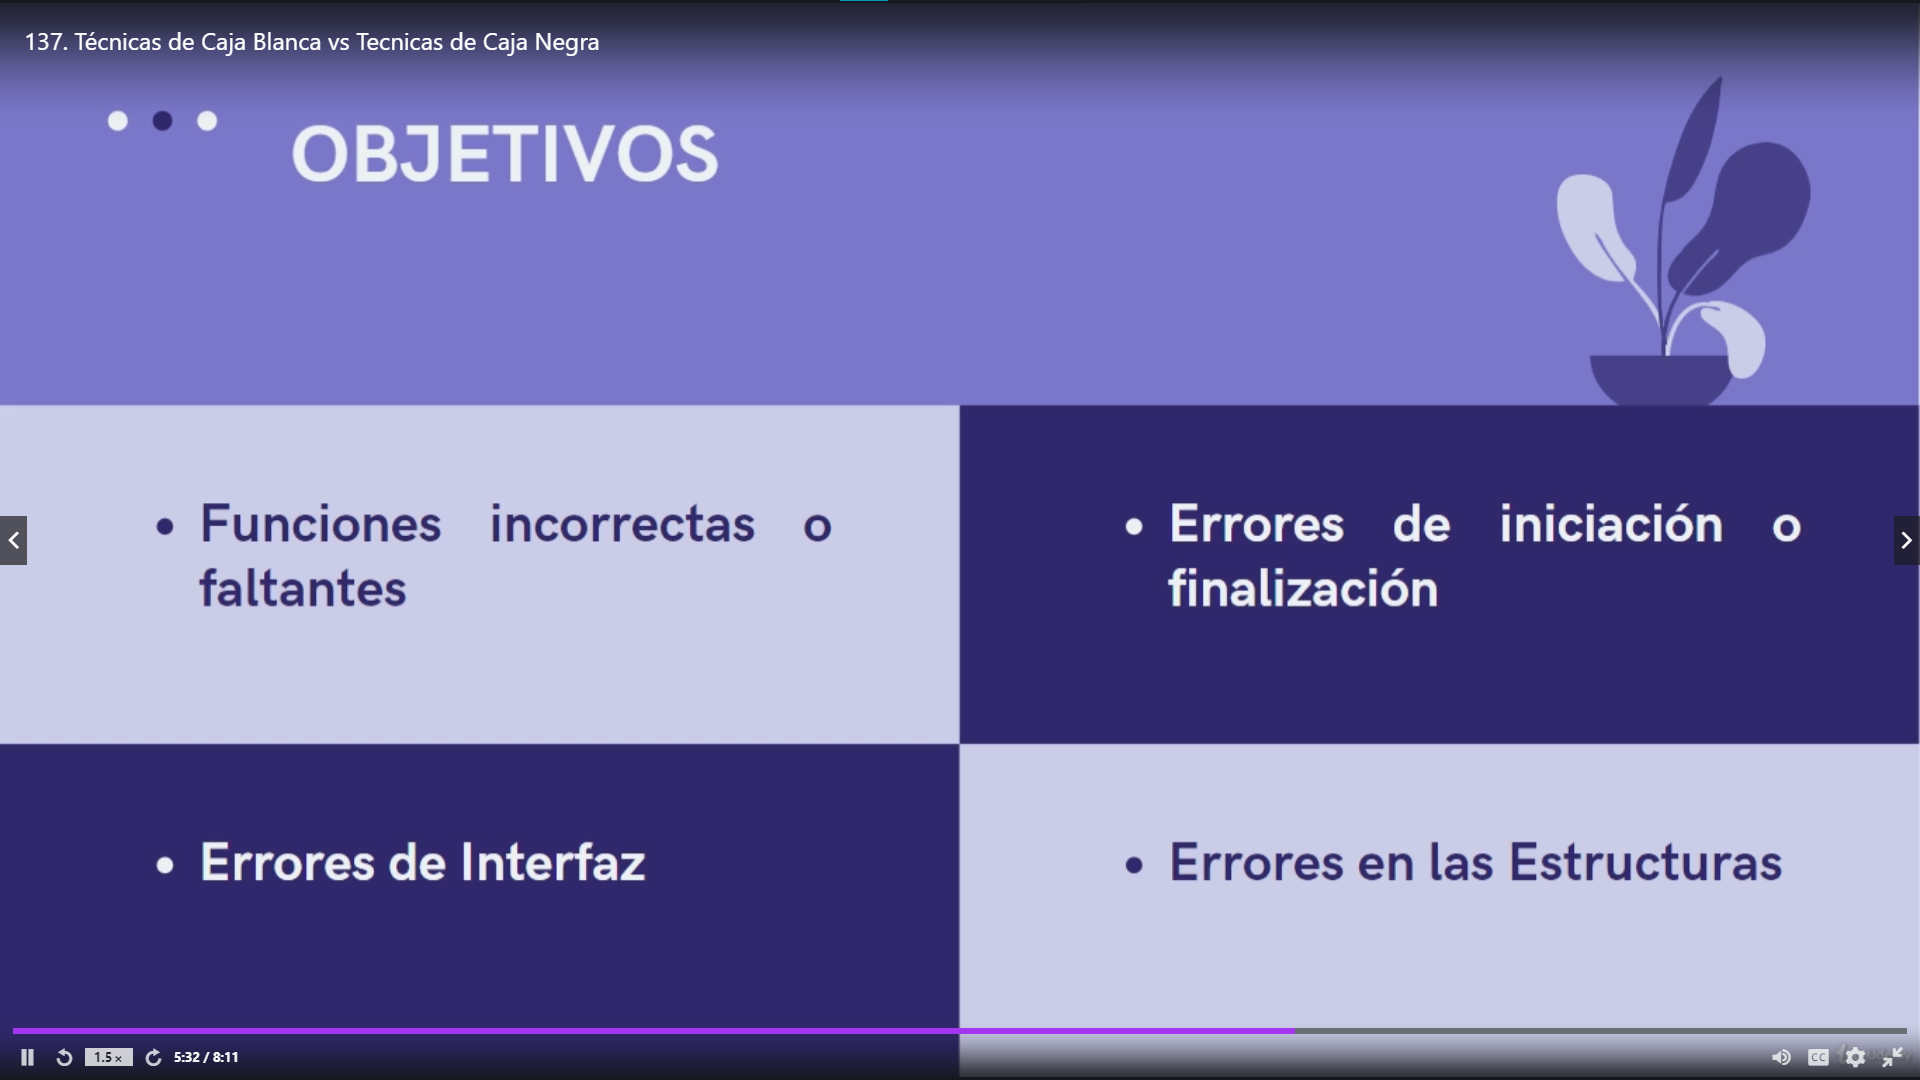 137. Técnicas de Caja Blanca vs Tecnicas de Caja Negra
OBJETIVOS
• Funciones incorrectas o
faltantes
• Errores de iniciación o
finalización
• Errores de Interfaz
• Errores en las Estructuras
1.5 x
5:32 / 8:11
CC